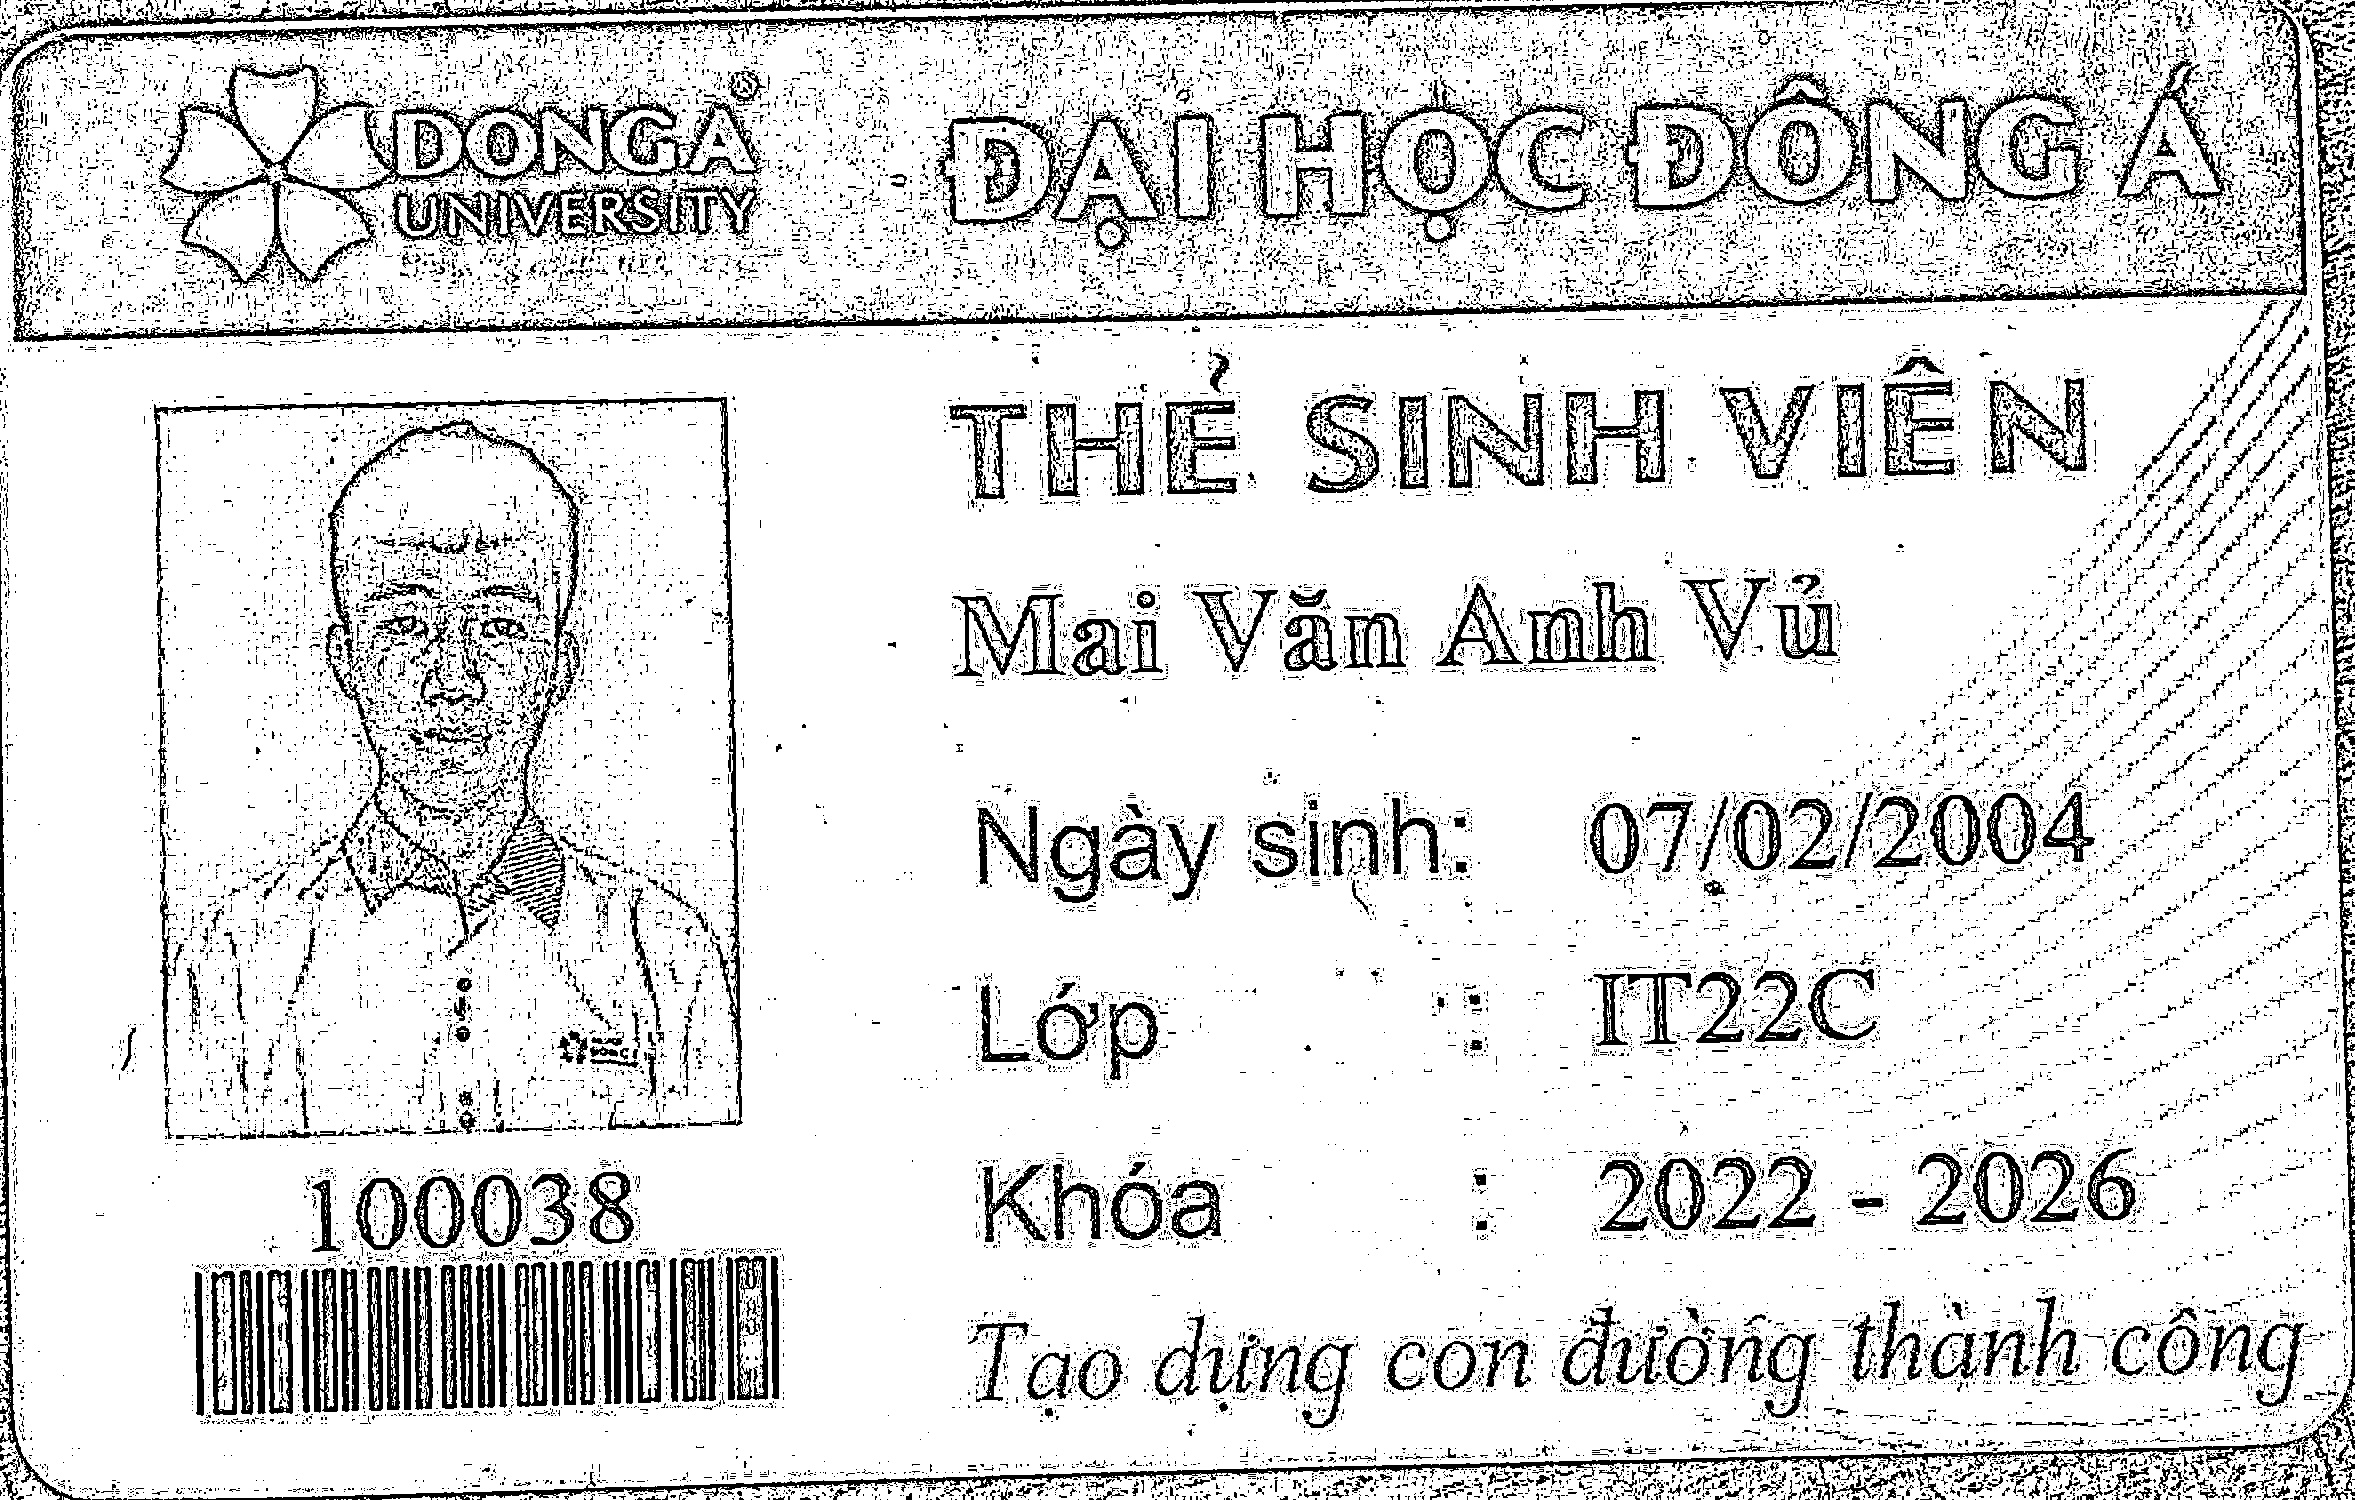 DONG A
UNIVERSITY
ĐẠI HỌC ĐÔNG Á
THẺ SINH VIÊN
Mai Văn Anh Vủ
Ngày sinh: 07/02/2004
Lớp : IT22C
Khóa : 2022 - 2026
100038
Tạo dựng con đường thành công